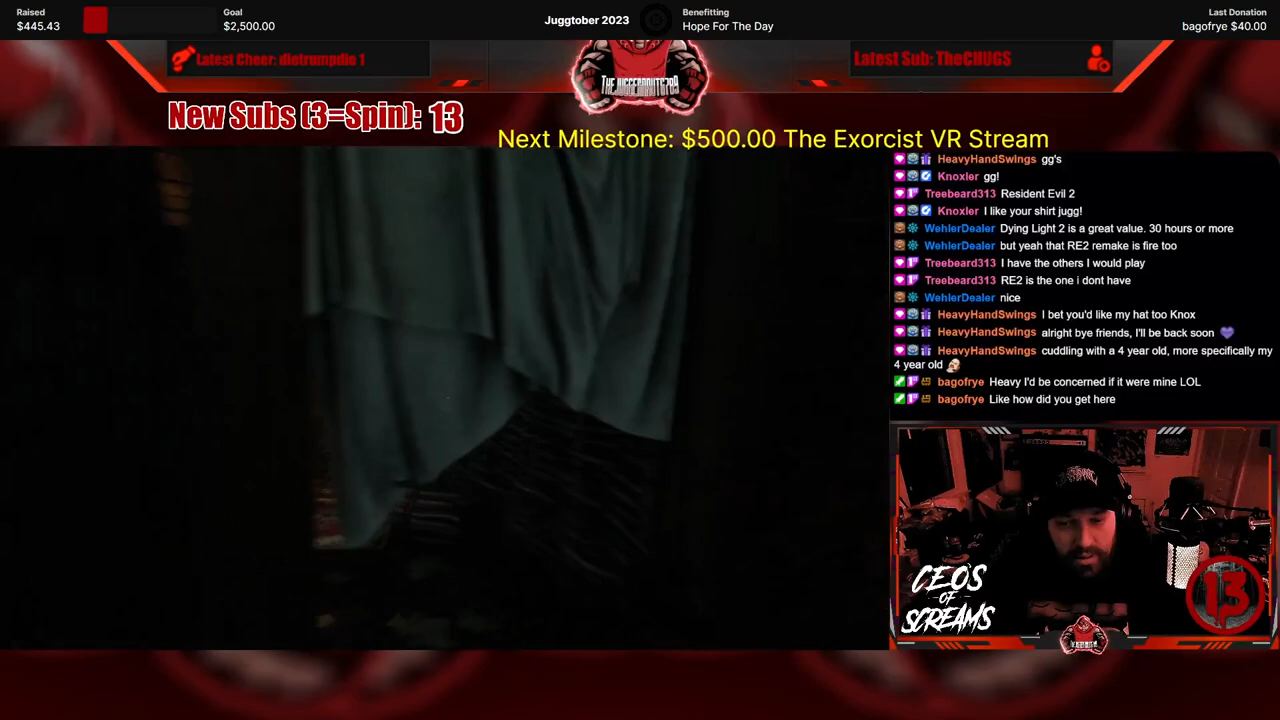 Raised
$445.43
Goal
$2,500.00
Juggtober 2023
Benefitting
Hope For The Day
Last Donation
bagofrye $40.00
Latest Cheer: dietrumpdie 1
THEJUGGERNAUT6789
Latest Sub: TheCHUGS
New Subs (3=Spin): 13
Next Milestone: $500.00 The Exorcist VR Stream
HeavyHandSwings gg's
Knoxler gg!
Treebeard313 Resident Evil 2
Knoxler I like your shirt jugg!
WehlerDealer Dying Light 2 is a great value. 30 hours or more
WehlerDealer but yeah that RE2 remake is fire too
Treebeard313 I have the others I would play
Treebeard313 RE2 is the one i dont have
WehlerDealer nice
HeavyHandSwings I bet you'd like my hat too Knox
HeavyHandSwings alright bye friends, I'll be back soon
HeavyHandSwings cuddling with a 4 year old, more specifically my
4 year old
bagofrye Heavy I'd be concerned if it were mine LOL
bagofrye Like how did you get here
CEOS
OF
SCREAMS
13